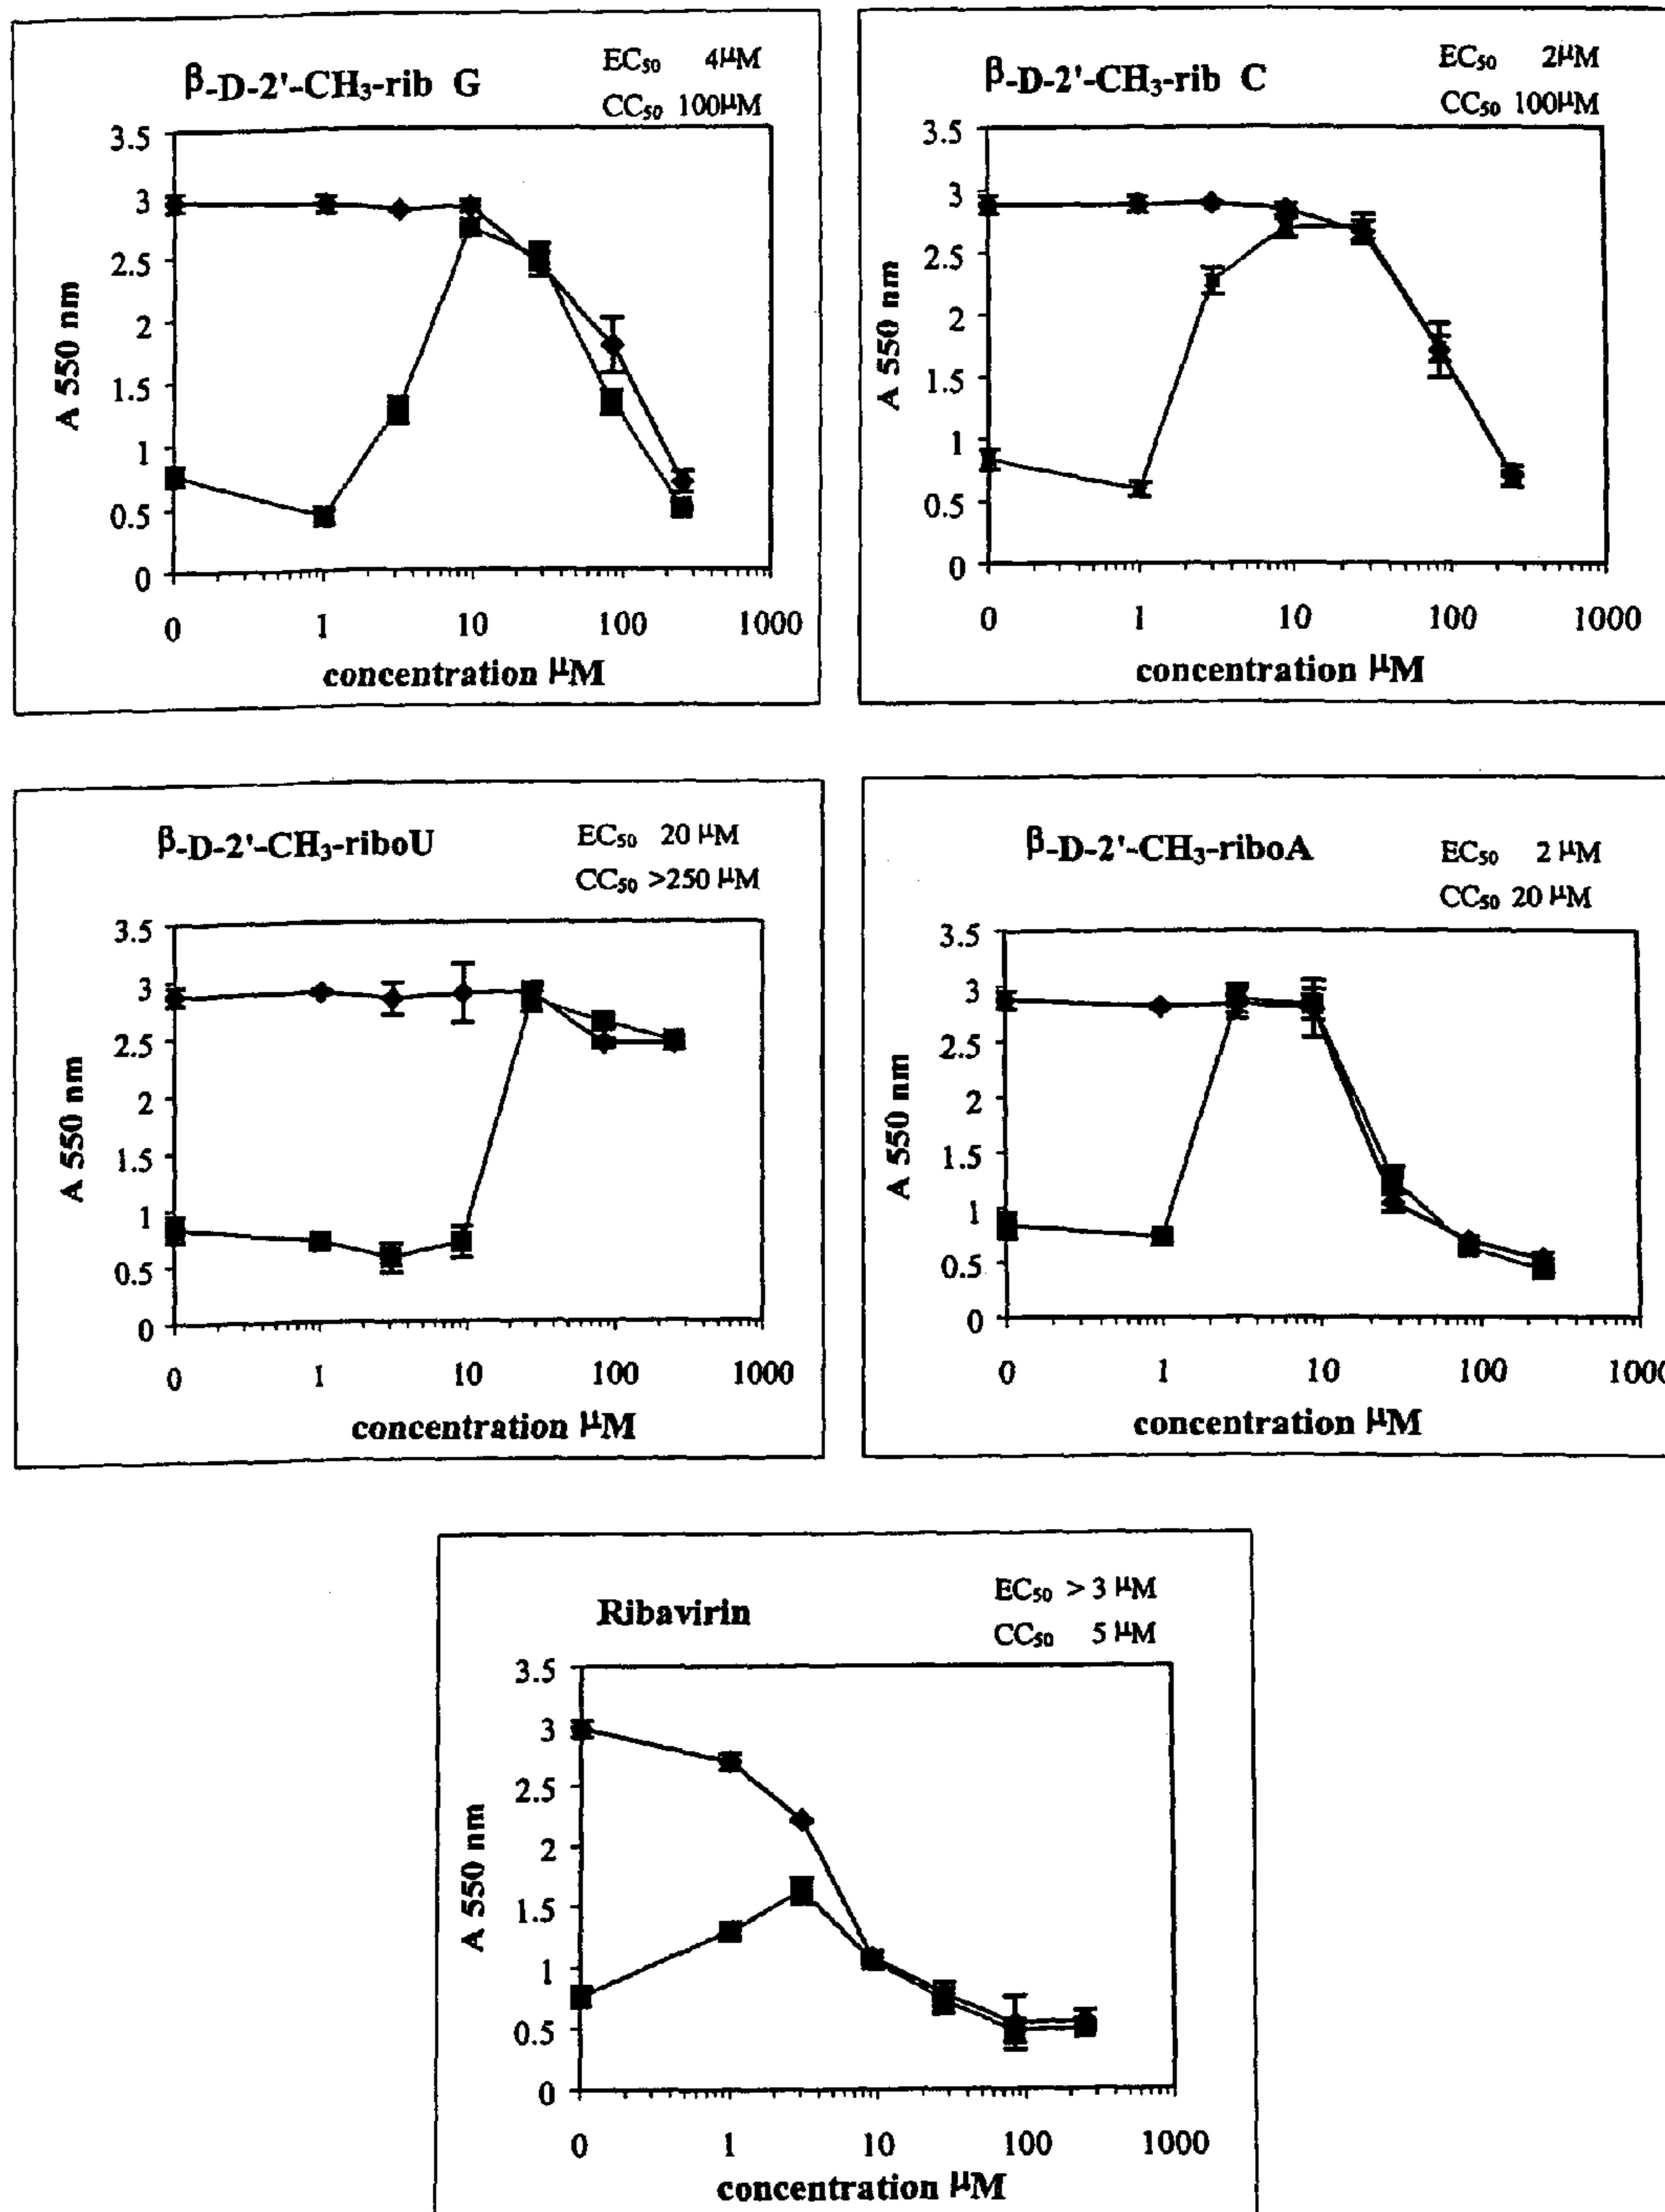 β-D-2'-CH₃-rib G
EC₅₀ 4µM
CC₅₀ 100µM
3.5
3
2.5
2
1.5
1
0.5
0
A 550 nm
0 1 10 100 1000
concentration µM
β-D-2'-CH₃-rib C
EC₅₀ 2µM
CC₅₀ 100µM
3.5
3
2.5
2
1.5
1
0.5
0
A 550 nm
0 1 10 100 1000
concentration µM
β-D-2'-CH₃-riboU
EC₅₀ 20 µM
CC₅₀ >250 µM
3.5
3
2.5
2
1.5
1
0.5
0
A 550 nm
0 1 10 100 1000
concentration µM
β-D-2'-CH₃-riboA
EC₅₀ 2 µM
CC₅₀ 20 µM
3.5
3
2.5
2
1.5
1
0.5
0
A 550 nm
0 1 10 100 1000
concentration µM
Ribavirin
EC₅₀ > 3 µM
CC₅₀ 5 µM
3.5
3
2.5
2
1.5
1
0.5
0
A 550 nm
0 1 10 100 1000
concentration µM